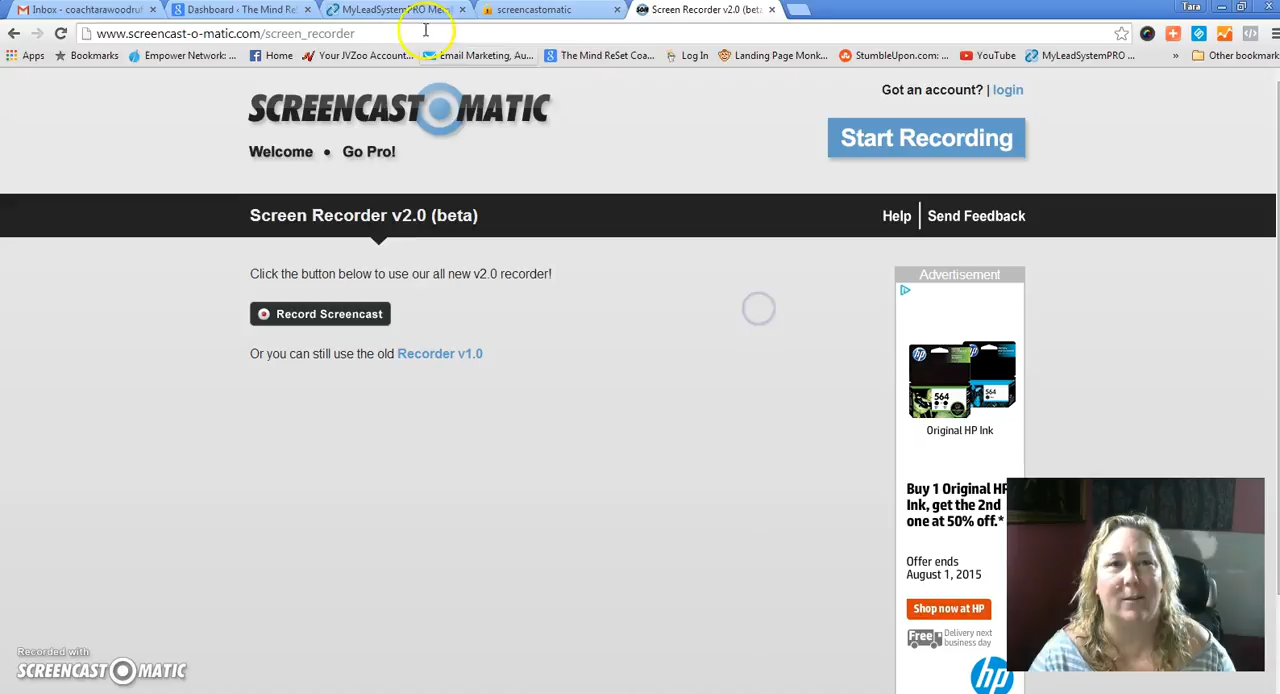 Inbox - coachtarawoodruf
Dashboard ‹ The Mind Re
MyLeadSystemPRO Mem
screencastomatic
Screen Recorder v2.0 (bet
Tara
www.screencast-o-matic.com/screen_recorder
Apps
Bookmarks
Empower Network: ...
Home
Your JVZoo Account...
Email Marketing, Au...
The Mind ReSet Coa...
Log In
Landing Page Monk...
StumbleUpon.com: ...
YouTube
MyLeadSystemPRO ...
»
Other bookmark
SCREENCAST O MATIC
Got an account? | login
Start Recording
Welcome • Go Pro!
Screen Recorder v2.0 (beta)
Help | Send Feedback
Click the button below to use our all new v2.0 recorder!
Record Screencast
Or you can still use the old Recorder v1.0
Advertisement
hp
564
564
Original HP Ink
Buy 1 Original HP
Ink, get the 2nd
one at 50% off.*
Offer ends
August 1, 2015
Shop now at HP
Free
Delivery next
business day
hp
Recorded with
SCREENCAST O MATIC